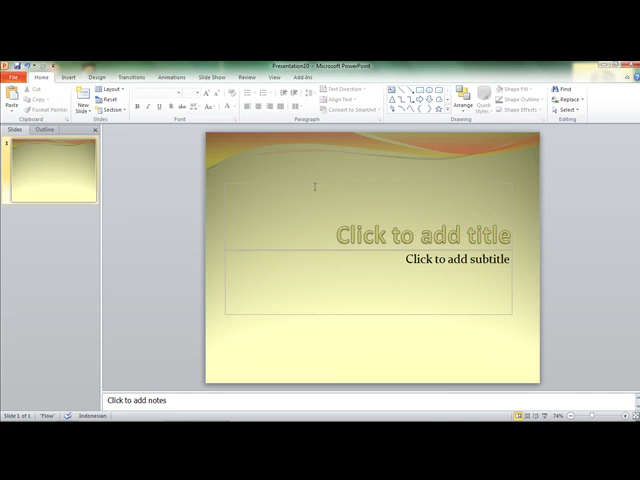 Presentation10 - Microsoft PowerPoint
File Home Insert Design Transitions Animations Slide Show Review View Add-Ins
Paste
Cut
Copy
Format Painter
Clipboard
New Slide
Layout
Reset
Section
Slides
B I U S abc AV Aa A
Font
Text Direction
Align Text
Convert to SmartArt
Paragraph
Arrange
Quick Styles
Shape Fill
Shape Outline
Shape Effects
Drawing
Find
Replace
Select
Editing
Slides Outline
1
Click to add title
Click to add subtitle
Click to add notes
Slide 1 of 1 "Flow" Indonesian 74%